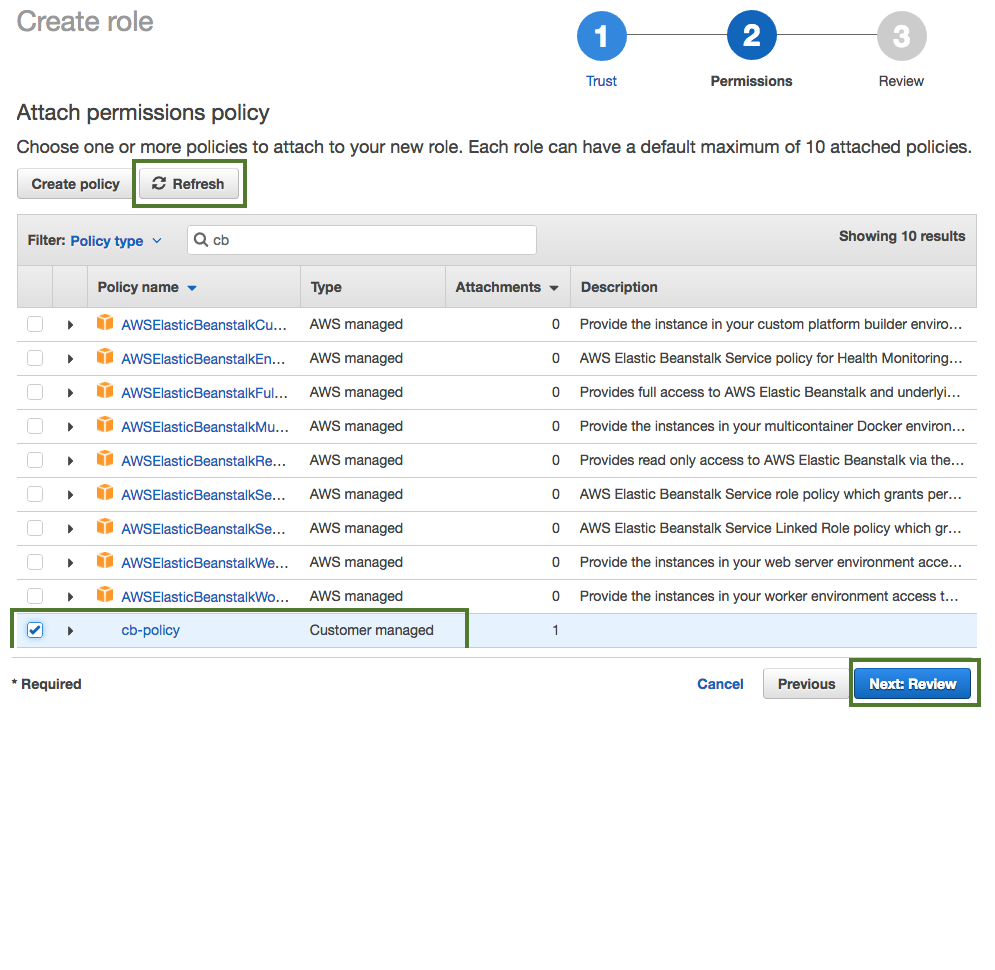 Create role
1 2 3
Trust Permissions Review
Attach permissions policy
Choose one or more policies to attach to your new role. Each role can have a default maximum of 10 attached policies.
Create policy Refresh
Filter: Policy type cb Showing 10 results
Policy name Type Attachments Description
AWSElasticBeanstalkCu... AWS managed 0 Provide the instance in your custom platform builder enviro...
AWSElasticBeanstalkEn... AWS managed 0 AWS Elastic Beanstalk Service policy for Health Monitoring...
AWSElasticBeanstalkFul... AWS managed 0 Provides full access to AWS Elastic Beanstalk and underlyi...
AWSElasticBeanstalkMu... AWS managed 0 Provide the instances in your multicontainer Docker environ...
AWSElasticBeanstalkRe... AWS managed 0 Provides read only access to AWS Elastic Beanstalk via the...
AWSElasticBeanstalkSe... AWS managed 0 AWS Elastic Beanstalk Service role policy which grants per...
AWSElasticBeanstalkSe... AWS managed 0 AWS Elastic Beanstalk Service Linked Role policy which gr...
AWSElasticBeanstalkWe... AWS managed 0 Provide the instances in your web server environment acce...
AWSElasticBeanstalkWo... AWS managed 0 Provide the instances in your worker environment access t...
cb-policy Customer managed 1
* Required Cancel Previous Next: Review